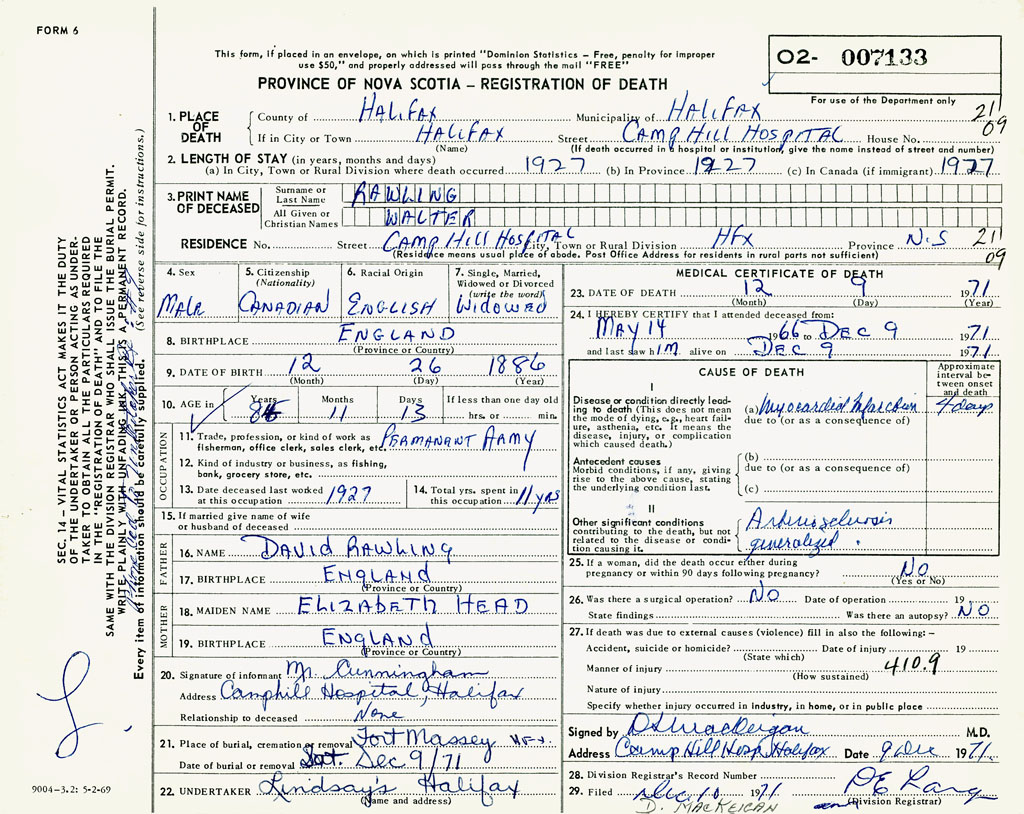 FORM 6
This form, if placed in an envelope, on which is printed "Dominion Statistics — Free, penalty for improper
use $50," and properly addressed will pass through the mail "FREE"
PROVINCE OF NOVA SCOTIA — REGISTRATION OF DEATH
02- 007133
For use of the Department only
1. PLACE OF DEATH
County of HALIFAX Municipality of HALIFAX 21
If in City or Town HALIFAX Street CAMP HILL HOSPITAL House No. 09
(Name) (If death occurred in a hospital or institution, give the name instead of street and number)
2. LENGTH OF STAY (in years, months and days)
(a) In City, Town or Rural Division where death occurred 1927 (b) In Province 1927 (c) In Canada (if immigrant) 1927
3. PRINT NAME OF DECEASED
Surname or Last Name RAWLING
All Given or Christian Names WALTER
RESIDENCE No. Street CAMP HILL HOSPITAL City, Town or Rural Division HFX Province N.S 21
(Residence means usual place of abode. Post Office Address for residents in rural parts not sufficient) 09
4. Sex
MALE
5. Citizenship
(Nationality)
CANADIAN
6. Racial Origin
ENGLISH
7. Single, Married,
Widowed or Divorced
(write the word)
WIDOWED
8. BIRTHPLACE ENGLAND
(Province or Country)
9. DATE OF BIRTH 12 26 1886
(Month) (Day) (Year)
10. AGE in
Years Months Days If less than one day old
11 13 hrs. or min.
OCCUPATION
11. Trade, profession, or kind of work as PERMANENT ARMY
fisherman, office clerk, sales clerk, etc.
12. Kind of industry or business, as fishing,
bank, grocery store, etc.
13. Date deceased last worked 1927
at this occupation
14. Total yrs. spent in
this occupation 11 yrs
15. If married give name of wife
or husband of deceased
FATHER
16. NAME DAVID RAWLING
17. BIRTHPLACE ENGLAND
(Province or Country)
MOTHER
18. MAIDEN NAME ELIZABETH HEAD
19. BIRTHPLACE ENGLAND
(Province or Country)
20. Signature of informant M. Cunningham
Address Camphill Hospital, Halifax
Relationship to deceased None
21. Place of burial, cremation or removal Fort Massey HFX
Date of burial or removal Dec 9/71
22. UNDERTAKER Lindsay's Halifax
(Name and address)
MEDICAL CERTIFICATE OF DEATH
23. DATE OF DEATH 12 9 1971
(Month) (Day) (Year)
24. I HEREBY CERTIFY that I attended deceased from:
MAY 14 1966 to DEC 9 1971
and last saw him alive on DEC 9 1971
CAUSE OF DEATH
Approximate
interval be-
tween onset
and death
I
Disease or condition directly lead-
ing to death (This does not mean
the mode of dying, e.g., heart fail-
ure, asthenia, etc. It means the
disease, injury, or complication
which caused death.)
(a) Myocardial Infarction 4 days
due to (or as a consequence of)
Antecedent causes
Morbid conditions, if any, giving
rise to the above cause, stating
the underlying condition last.
(b)
due to (or as a consequence of)
(c)
II
Other significant conditions
contributing to the death, but not
related to the disease or condi-
tion causing it.
Arteriosclerosis
generalized.
25. If a woman, did the death occur either during
pregnancy or within 90 days following pregnancy? No
(Yes or No)
26. Was there a surgical operation? NO Date of operation 19
State findings Was there an autopsy? NO
27. If death was due to external causes (violence) fill in also the following: —
Accident, suicide or homicide? Date of injury 19
(State which)
Manner of injury 410.9
(How sustained)
Nature of injury
Specify whether injury occurred in industry, in home, or in public place
Signed by D L MacKeigan M.D.
Address Camp Hill Hosp. Halifax Date 9 Dec 1971
28. Division Registrar's Record Number
29. Filed Dec 10 1971
(Division Registrar)
D. MACKEIGAN
9004-3.2: 5-2-69
SEC. 14 — VITAL STATISTICS ACT MAKES IT THE DUTY
OF THE UNDERTAKER OR PERSON ACTING AS UNDER-
TAKER TO OBTAIN ALL THE PARTICULARS REQUIRED
IN THE "REGISTRATION OF DEATH" AND TO FILE THE
SAME WITH THE DIVISION REGISTRAR WHO SHALL ISSUE THE BURIAL PERMIT.
WRITE PLAINLY WITH UNFADING INK, THIS IS A PERMANENT RECORD.
Every item of information should be carefully supplied. (See reverse side for instructions.)